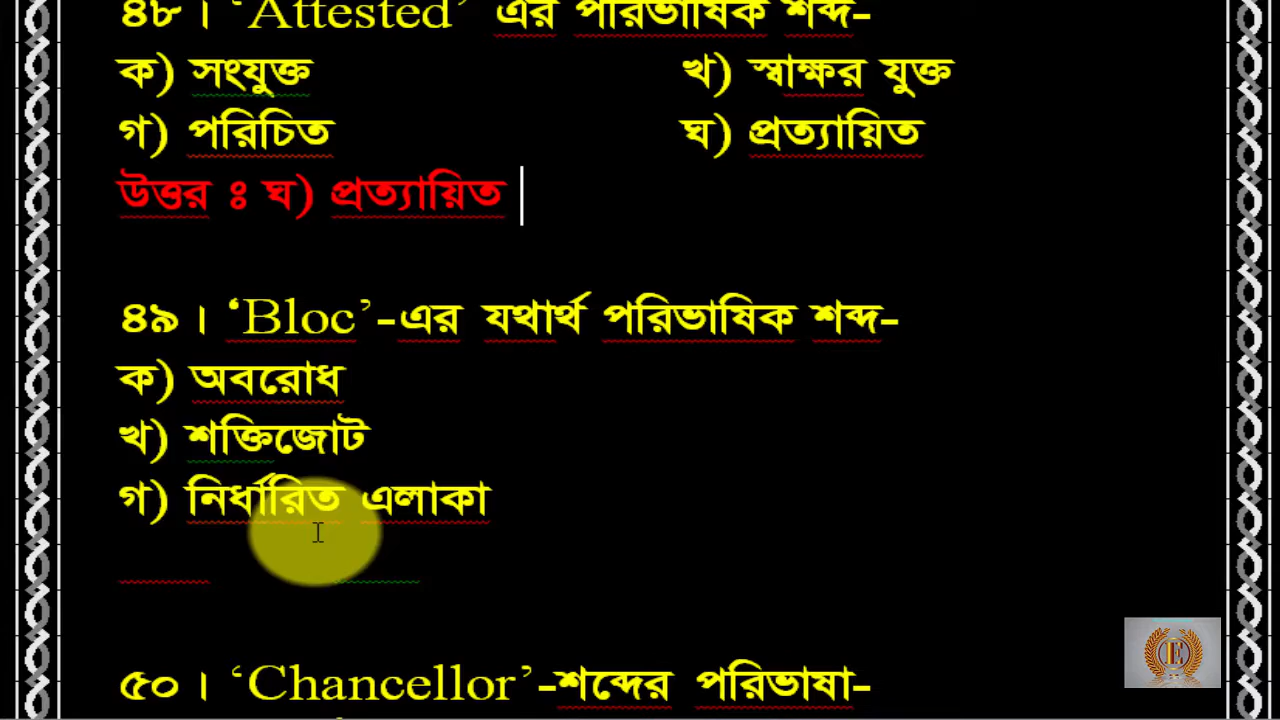 ৪৮। ‘Attested’ এর পারিভাষিক শব্দ-
ক) সংযুক্ত খ) স্বাক্ষর যুক্ত
গ) পরিচিত ঘ) প্রত্যায়িত
উত্তর ঃ ঘ) প্রত্যায়িত
৪৯। ‘Bloc’-এর যথার্থ পরিভাষিক শব্দ-
ক) অবরোধ
খ) শক্তিজোট
গ) নির্ধারিত এলাকা
৫০। ‘Chancellor’-শব্দের পরিভাষা-